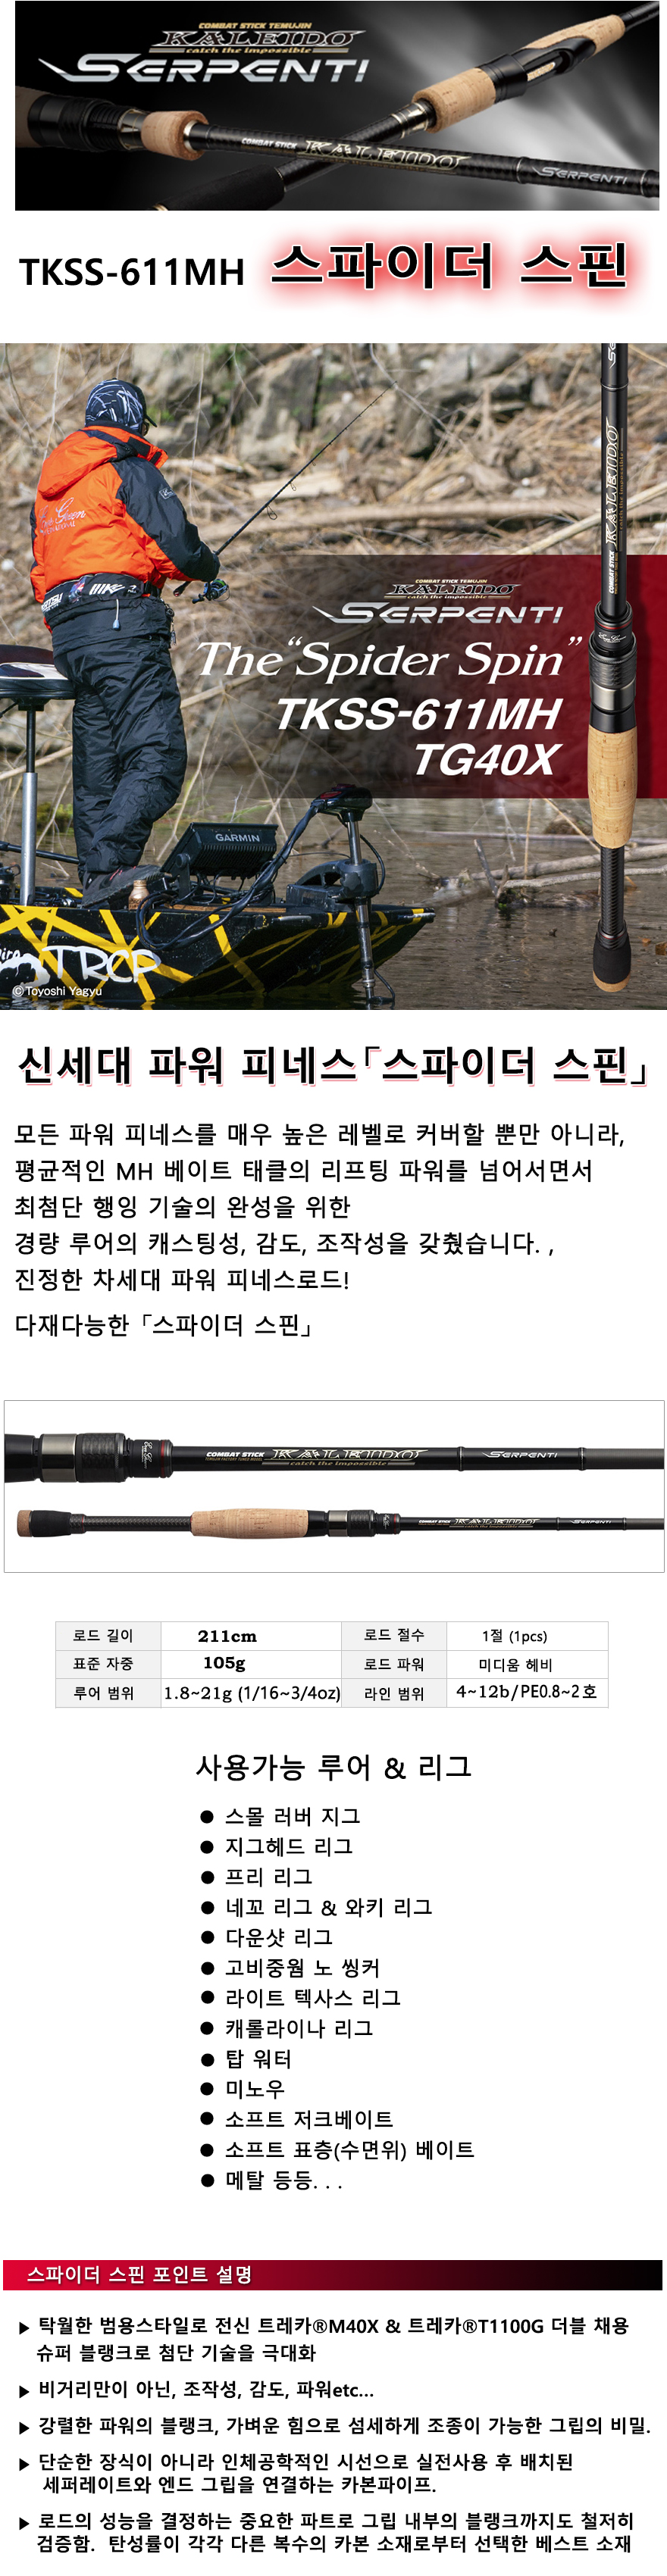 COMBAT STICK TEMUJIN
KALEIDO
catch the impossible
SERPENTI
COMBAT STICK KALEIDO SERPENTI
TKSS-611MH 스파이더 스핀
SERPENTI
KALEIDO
catch the impossible
Ever Green
INTERNATIONAL
COMBAT STICK TEMUJIN
KALEIDO
catch the impossible
SERPENTI
The “Spider Spin”
TKSS-611MH
TG40X
GARMIN
TRCP
©Toyoshi Yagyu
신세대 파워 피네스「스파이더 스핀」
모든 파워 피네스를 매우 높은 레벨로 커버할 뿐만 아니라,
평균적인 MH 베이트 태클의 리프팅 파워를 넘어서면서
최첨단 행잉 기술의 완성을 위한
경량 루어의 캐스팅성, 감도, 조작성을 갖췄습니다. ,
진정한 차세대 파워 피네스로드!
다재다능한 「스파이더 스핀」
COMBAT STICK KALEIDO SERPENTI
TEMUJIN FACTORY TUNED MODEL catch the impossible
COMBAT STICK KALEIDO SERPENTI
로드 길이 211cm 로드 절수 1절 (1pcs)
표준 자중 105g 로드 파워 미디움 헤비
루어 범위 1.8~21g (1/16~3/4oz) 라인 범위 4~12b/PE0.8~2호
사용가능 루어 & 리그
● 스몰 러버 지그
● 지그헤드 리그
● 프리 리그
● 네꼬 리그 & 와키 리그
● 다운샷 리그
● 고비중웜 노 씽커
● 라이트 텍사스 리그
● 캐롤라이나 리그
● 탑 워터
● 미노우
● 소프트 저크베이트
● 소프트 표층(수면위) 베이트
● 메탈 등등. . .
스파이더 스핀 포인트 설명
▶ 탁월한 범용스타일로 전신 트레카®M40X & 트레카®T1100G 더블 채용
슈퍼 블랭크로 첨단 기술을 극대화
▶ 비거리만이 아닌, 조작성, 감도, 파워etc...
▶ 강렬한 파워의 블랭크, 가벼운 힘으로 섬세하게 조종이 가능한 그립의 비밀.
▶ 단순한 장식이 아니라 인체공학적인 시선으로 실전사용 후 배치된
세퍼레이트와 엔드 그립을 연결하는 카본파이프.
▶ 로드의 성능을 결정하는 중요한 파트로 그립 내부의 블랭크까지도 철저히
검증함. 탄성률이 각각 다른 복수의 카본 소재로부터 선택한 베스트 소재